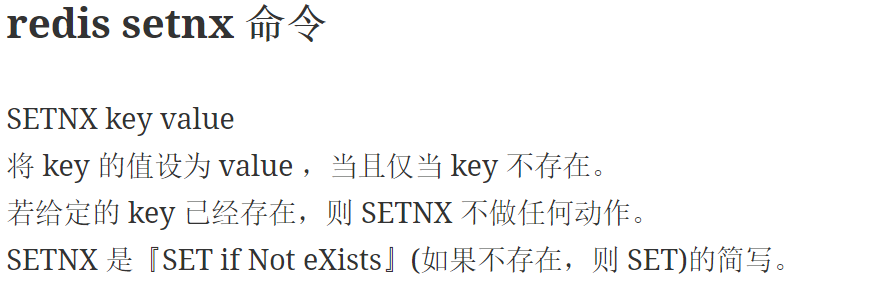 redis setnx 命令
SETNX key value
将 key 的值设为 value ，当且仅当 key 不存在。
若给定的 key 已经存在，则 SETNX 不做任何动作。
SETNX 是『SET if Not eXists』(如果不存在，则 SET)的简写。